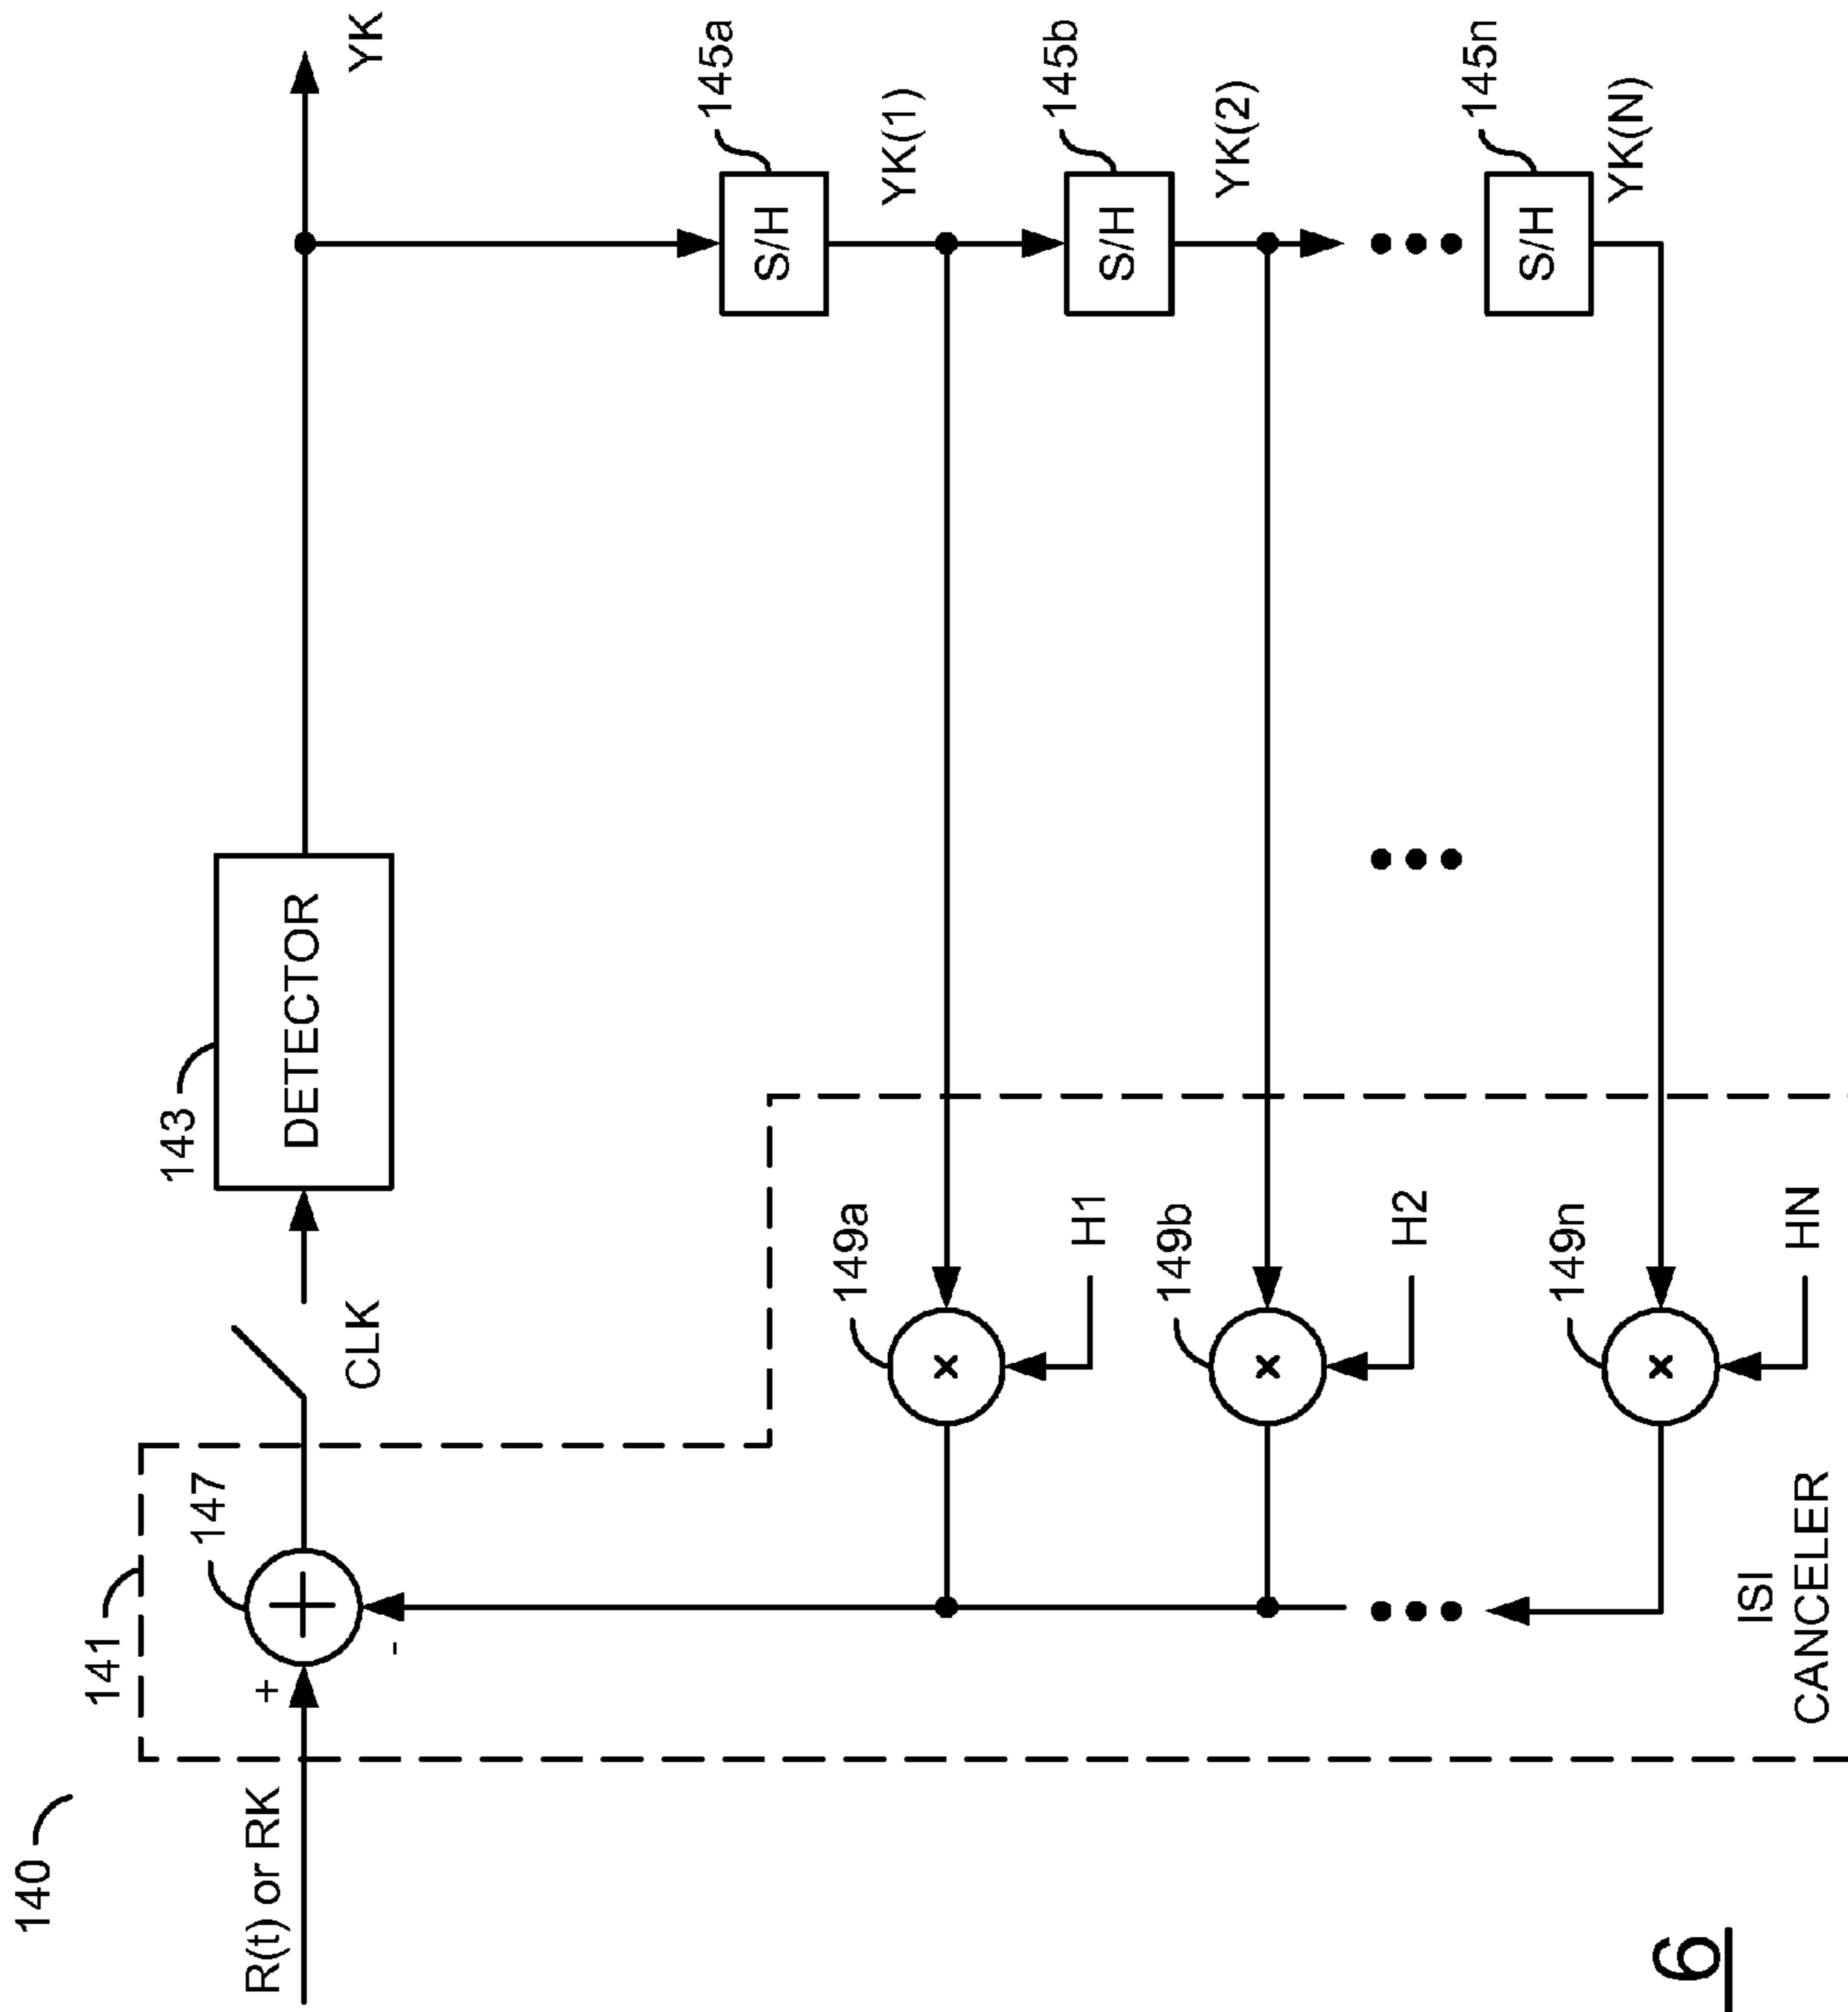 140
141
147
143
R(t) or RK
+
-
CLK
DETECTOR
YK
S/H
145a
YK(1)
149a
x
H1
S/H
145b
YK(2)
149b
x
H2
S/H
145n
YK(N)
149n
x
HN
ISI
CANCELER
6